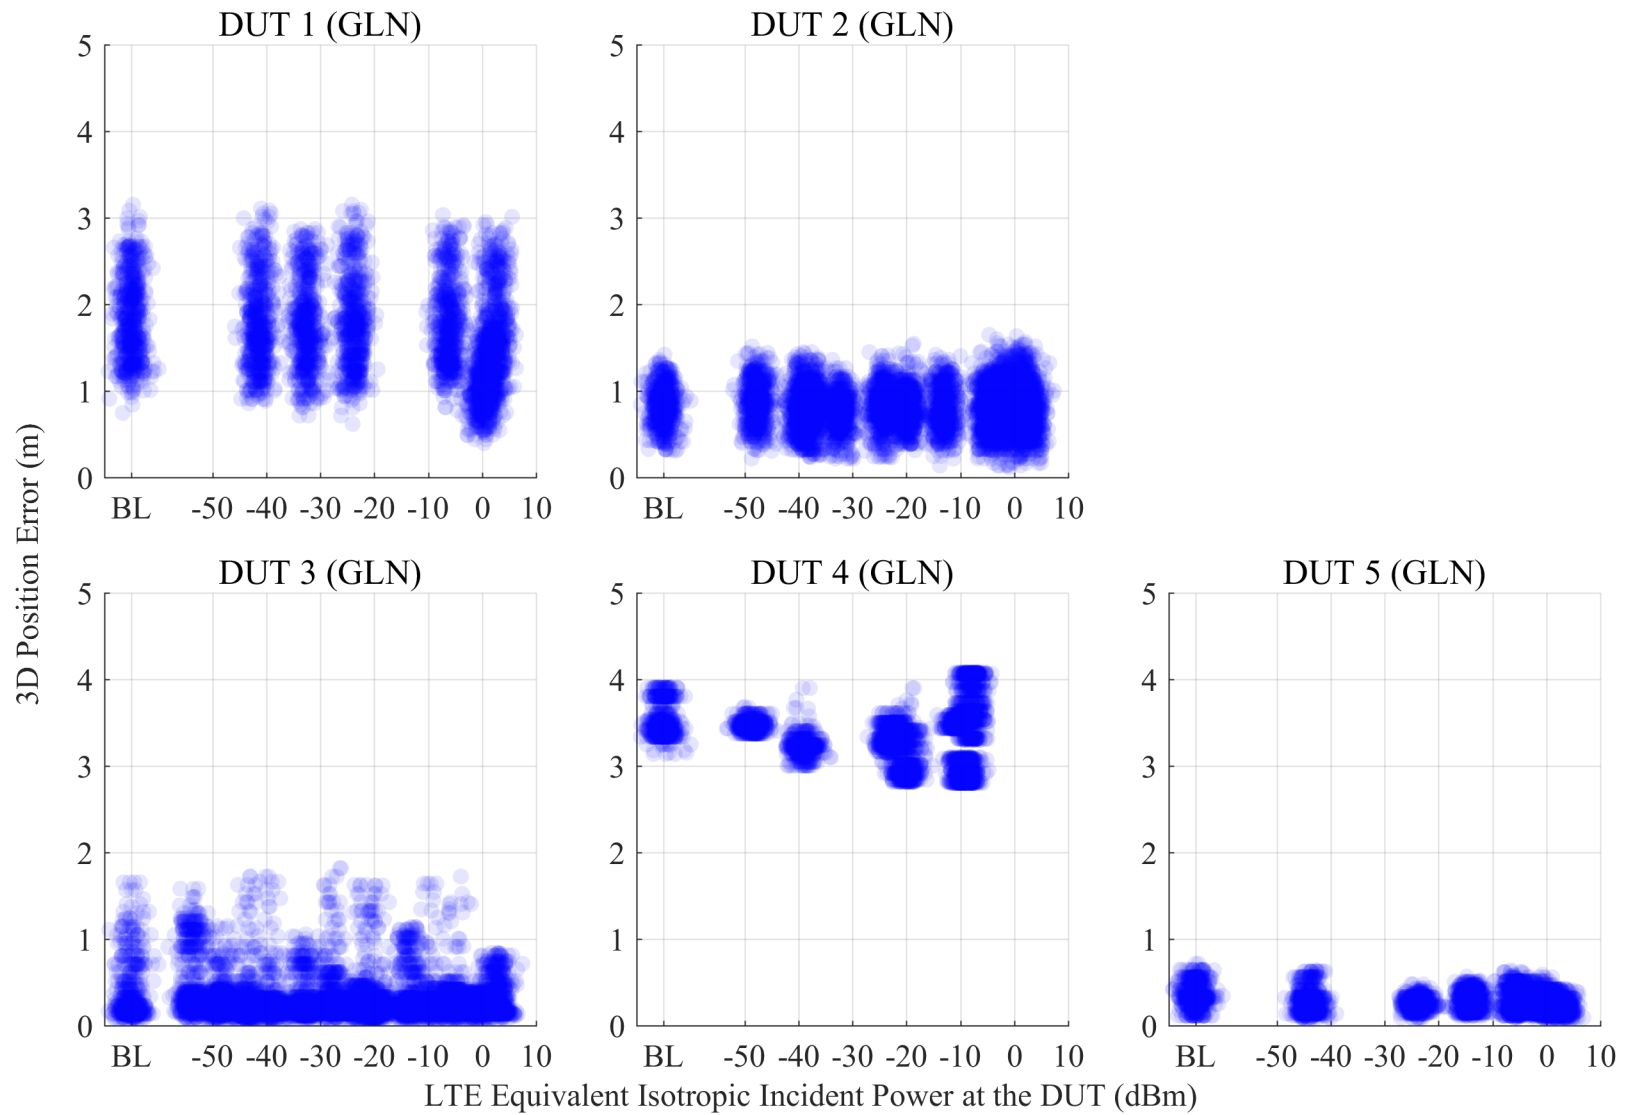 DUT 1 (GLN)
DUT 2 (GLN)
5
4
3
2
1
0
BL -50 -40 -30 -20 -10 0 10
5
4
3
2
1
0
BL -50 -40 -30 -20 -10 0 10
3D Position Error (m)
DUT 3 (GLN)
DUT 4 (GLN)
DUT 5 (GLN)
5
4
3
2
1
0
BL -50 -40 -30 -20 -10 0 10
5
4
3
2
1
0
BL -50 -40 -30 -20 -10 0 10
5
4
3
2
1
0
BL -50 -40 -30 -20 -10 0 10
LTE Equivalent Isotropic Incident Power at the DUT (dBm)